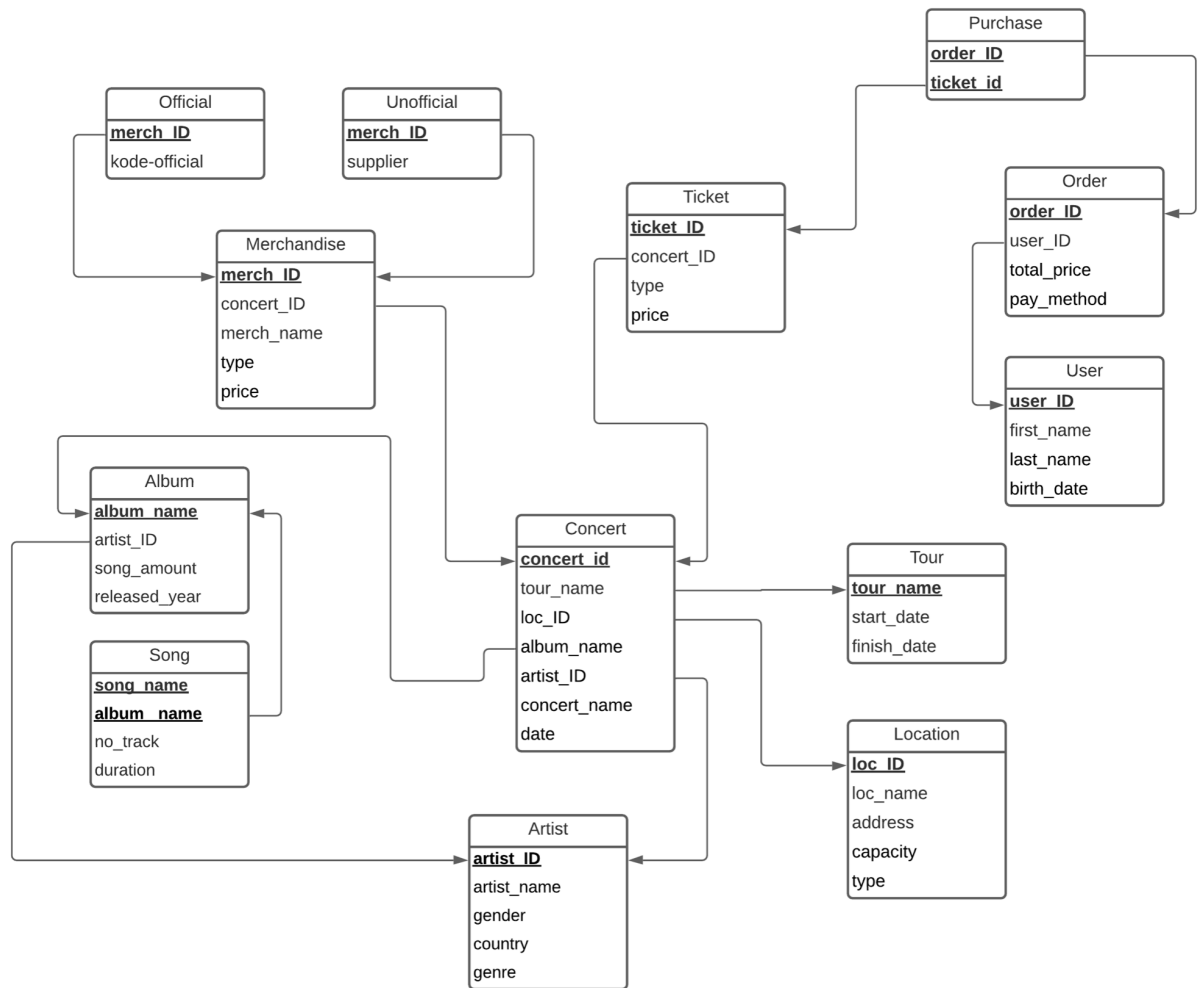 Purchase
order_ID
ticket_id
Official
merch_ID
kode-official
Unofficial
merch_ID
supplier
Ticket
ticket_ID
concert_ID
type
price
Order
order_ID
user_ID
total_price
pay_method
Merchandise
merch_ID
concert_ID
merch_name
type
price
User
user_ID
first_name
last_name
birth_date
Album
album_name
artist_ID
song_amount
released_year
Concert
concert_id
tour_name
loc_ID
album_name
artist_ID
concert_name
date
Tour
tour_name
start_date
finish_date
Song
song_name
album_name
no_track
duration
Location
loc_ID
loc_name
address
capacity
type
Artist
artist_ID
artist_name
gender
country
genre